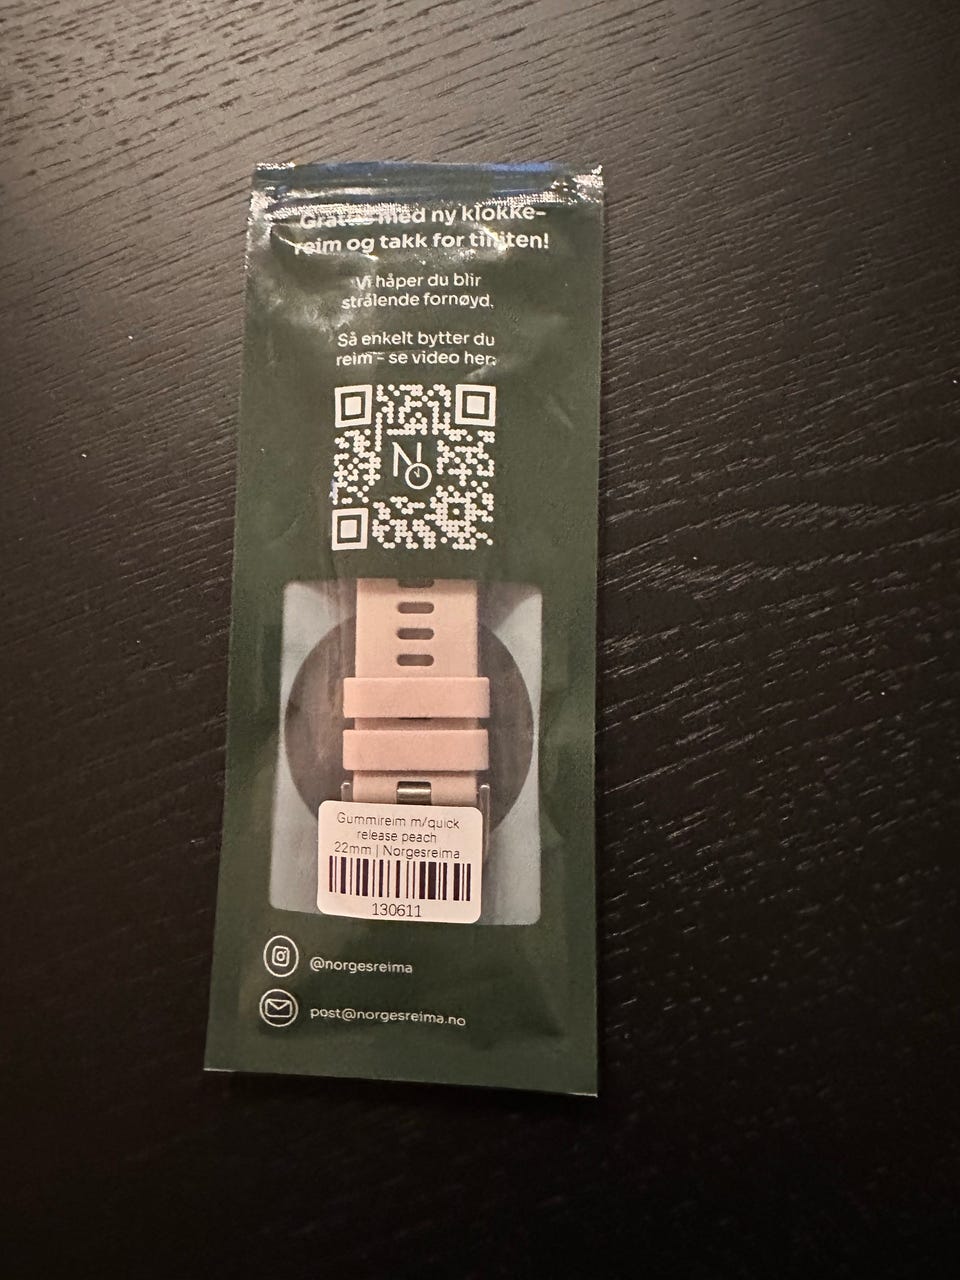 Grattis med ny klokke-
reim og takk for tilliten!
Vi håper du blir
strålende fornøyd.
Så enkelt bytter du
reim - se video her:
N
Gummireim m/quick
release peach
22mm | Norgesreima
130611
@norgesreima
post@norgesreima.no